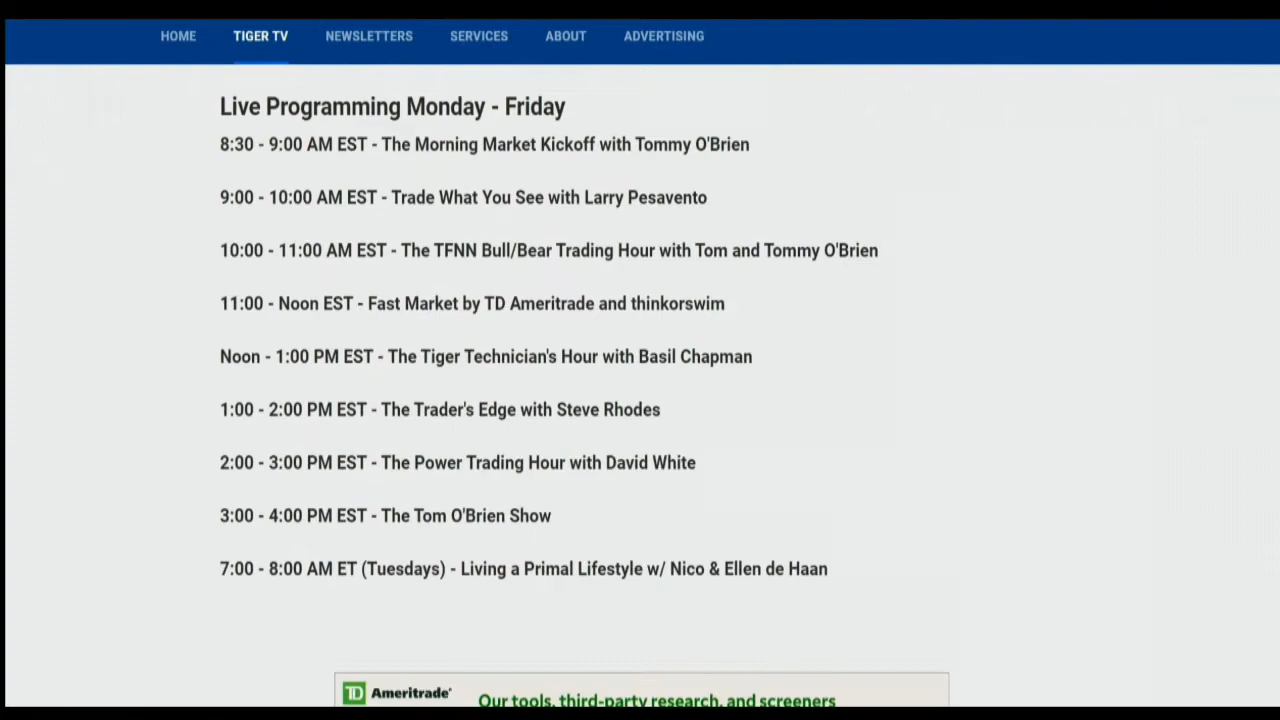 HOME TIGER TV NEWSLETTERS SERVICES ABOUT ADVERTISING
Live Programming Monday - Friday
8:30 - 9:00 AM EST - The Morning Market Kickoff with Tommy O'Brien
9:00 - 10:00 AM EST - Trade What You See with Larry Pesavento
10:00 - 11:00 AM EST - The TFNN Bull/Bear Trading Hour with Tom and Tommy O'Brien
11:00 - Noon EST - Fast Market by TD Ameritrade and thinkorswim
Noon - 1:00 PM EST - The Tiger Technician's Hour with Basil Chapman
1:00 - 2:00 PM EST - The Trader's Edge with Steve Rhodes
2:00 - 3:00 PM EST - The Power Trading Hour with David White
3:00 - 4:00 PM EST - The Tom O'Brien Show
7:00 - 8:00 AM ET (Tuesdays) - Living a Primal Lifestyle w/ Nico & Ellen de Haan
TD Ameritrade Our tools, third-party research, and screeners